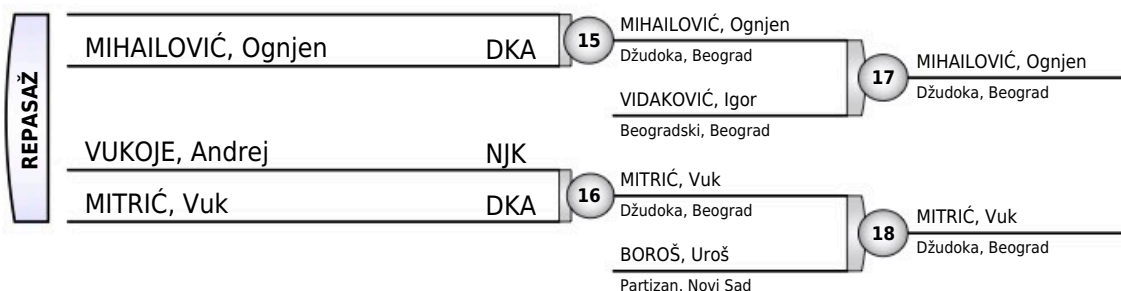 REPASAŽ
MIHAILOVIĆ, Ognjen DKA
VUKOJE, Andrej NJK
MITRIĆ, Vuk DKA
15
MIHAILOVIĆ, Ognjen
Džudoka, Beograd
VIDAKOVIĆ, Igor
Beogradski, Beograd
16
MITRIĆ, Vuk
Džudoka, Beograd
BOROŠ, Uroš
Partizan, Novi Sad
17
MIHAILOVIĆ, Ognjen
Džudoka, Beograd
18
MITRIĆ, Vuk
Džudoka, Beograd